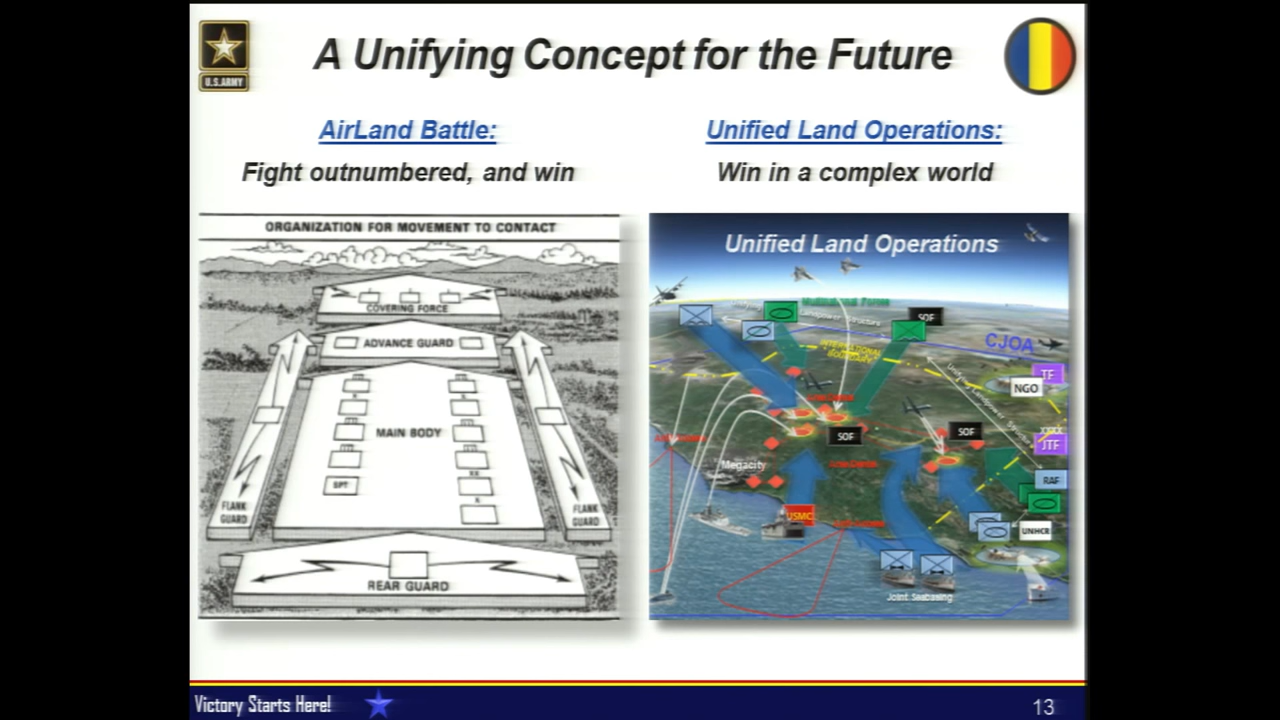 A Unifying Concept for the Future
U.S.ARMY
AirLand Battle:
Fight outnumbered, and win
Unified Land Operations:
Win in a complex world
ORGANIZATION FOR MOVEMENT TO CONTACT
COVERING FORCE
ADVANCE GUARD
MAIN BODY
SPT
FLANK
GUARD
FLANK
GUARD
REAR GUARD
Unified Land Operations
SOF
INTERNATIONAL
BOUNDARY
CJOA
TF
NGO
XXXX
JTF
SOF
SOF
Megacity
RAF
USMC
UNHCR
Joint Seabasing
Victory Starts Here!
13